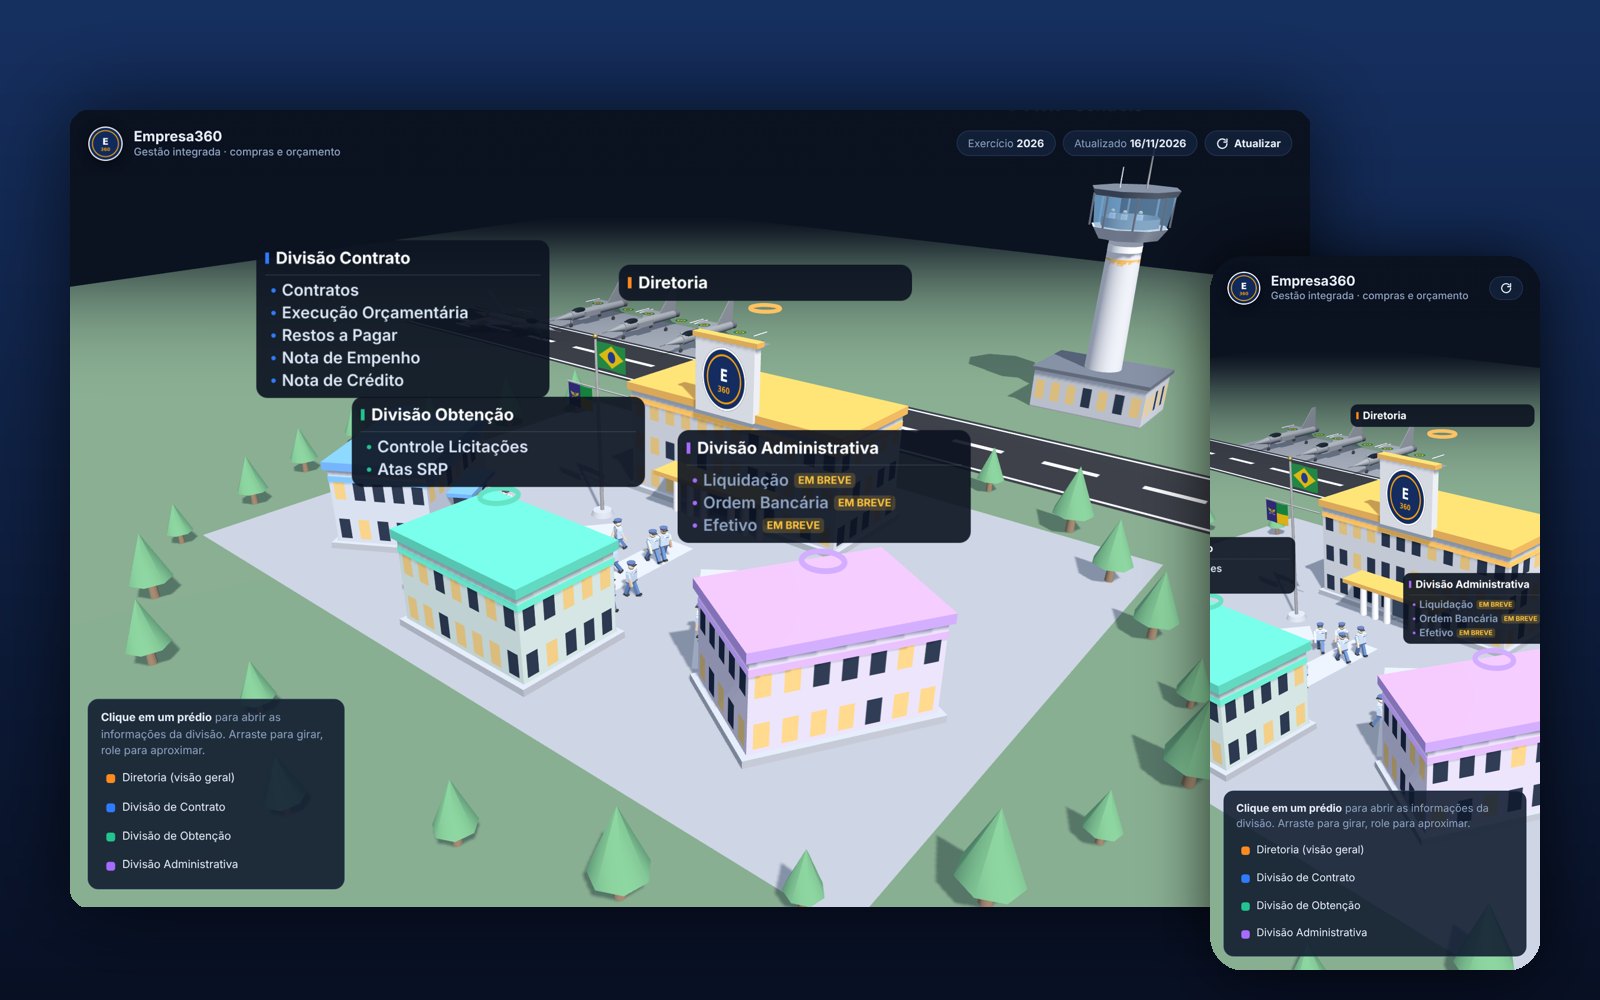 E
360
Empresa360
Gestão integrada · compras e orçamento
Exercício 2026
Atualizado 16/11/2026
Atualizar
Divisão Contrato
• Contratos
• Execução Orçamentária
• Restos a Pagar
• Nota de Empenho
• Nota de Crédito
Diretoria
E
360
Divisão Obtenção
• Controle Licitações
• Atas SRP
Divisão Administrativa
• Liquidação EM BREVE
• Ordem Bancária EM BREVE
• Efetivo EM BREVE
Clique em um prédio para abrir as
informações da divisão. Arraste para girar,
role para aproximar.
Diretoria (visão geral)
Divisão de Contrato
Divisão de Obtenção
Divisão Administrativa
E
360
Empresa360
Gestão integrada · compras e orçamento
Diretoria
E
360
o
es
Divisão Administrativa
• Liquidação EM BREVE
• Ordem Bancária EM BREVE
• Efetivo EM BREVE
Clique em um prédio para abrir as informações da
divisão. Arraste para girar, role para aproximar.
Diretoria (visão geral)
Divisão de Contrato
Divisão de Obtenção
Divisão Administrativa